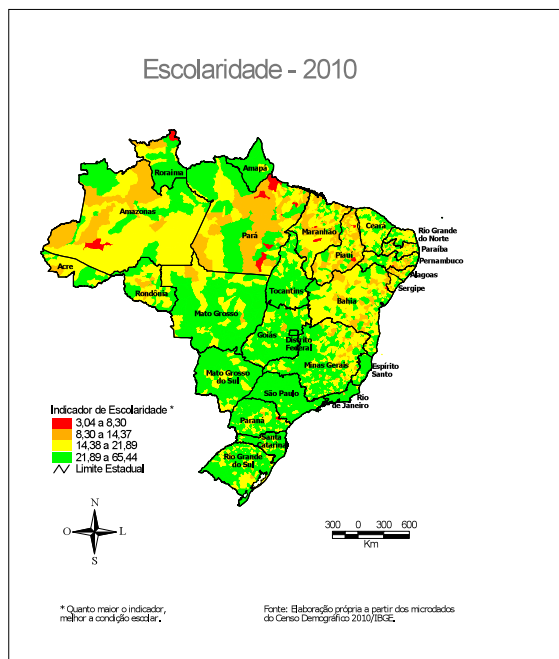 Escolaridade - 2010
Roraima
Amapá
Amazonas
Pará
Maranhão
Ceará
Rio Grande
do Norte
Paraíba
Pernambuco
Piauí
Acre
Alagoas
Sergipe
Rondônia
Tocantins
Bahia
Mato Grosso
Goiás
Distrito
Federal
Minas Gerais
Espírito
Santo
Mato Grosso
do Sul
São Paulo
Rio
de Janeiro
Paraná
Santa
Catarina
Rio Grande
do Sul
Indicador de Escolaridade *
3,04 a 8,30
8,30 a 14,37
14,38 a 21,89
21,89 a 65,44
Limite Estadual
N
O
L
S
300 0 300 600
Km
* Quanto maior o indicador,
melhor a condição escolar.
Fonte: Elaboração própria a partir dos microdados
do Censo Demográfico 2010/IBGE.